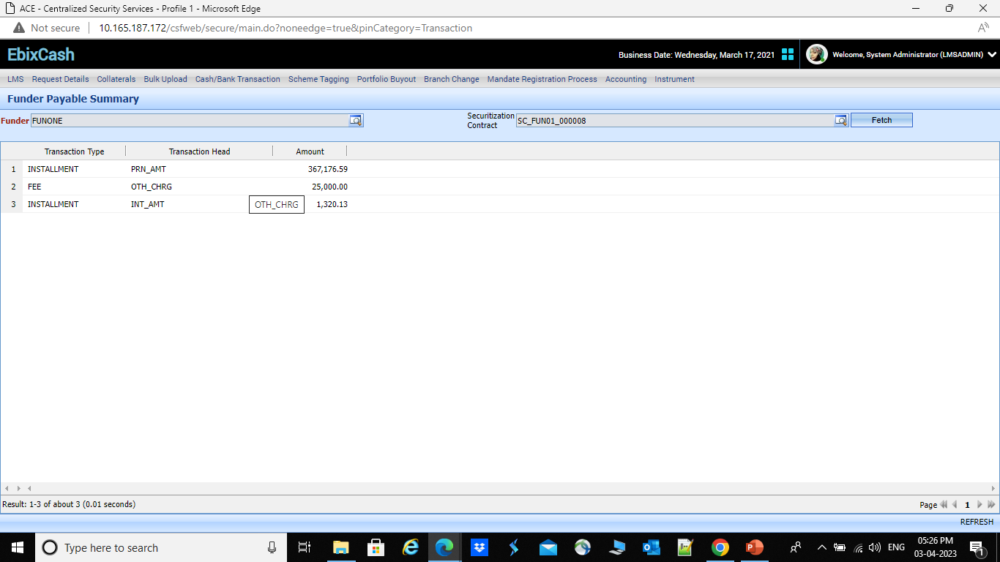 ACE - Centralized Security Services - Profile 1 - Microsoft Edge
Not secure 10.165.187.172/csfweb/secure/main.do?noneedge=true&pinCategory=Transaction
EbixCash Business Date: Wednesday, March 17, 2021 Welcome, System Administrator (LMSADMIN)
LMS Request Details Collaterals Bulk Upload Cash/Bank Transaction Scheme Tagging Portfolio Buyout Branch Change Mandate Registration Process Accounting Instrument
Funder Payable Summary
Funder FUNONE Securitization Contract SC_FUN01_000008 Fetch
Transaction Type Transaction Head Amount
1 INSTALLMENT PRN_AMT 367,176.59
2 FEE OTH_CHRG 25,000.00
3 INSTALLMENT INT_AMT OTH_CHRG 1,320.13
Result: 1-3 of about 3 (0.01 seconds) Page 1
REFRESH
Type here to search ENG 05:26 PM
03-04-2023 1